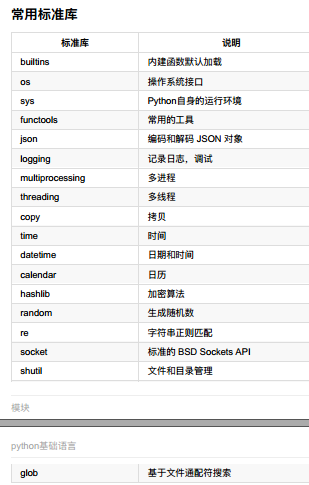 常用标准库
标准库 说明
builtins 内建函数默认加载
os 操作系统接口
sys Python自身的运行环境
functools 常用的工具
json 编码和解码 JSON 对象
logging 记录日志，调试
multiprocessing 多进程
threading 多线程
copy 拷贝
time 时间
datetime 日期和时间
calendar 日历
hashlib 加密算法
random 生成随机数
re 字符串正则匹配
socket 标准的 BSD Sockets API
shutil 文件和目录管理
模块
python基础语言
glob 基于文件通配符搜索